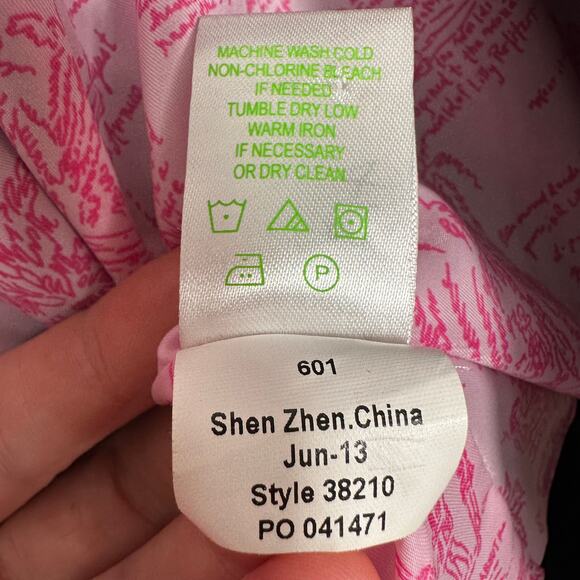 MACHINE WASH COLD
NON-CHLORINE BLEACH
IF NEEDED
TUMBLE DRY LOW
WARM IRON
IF NECESSARY
OR DRY CLEAN
P
601
Shen Zhen.China
Jun-13
Style 38210
PO 041471